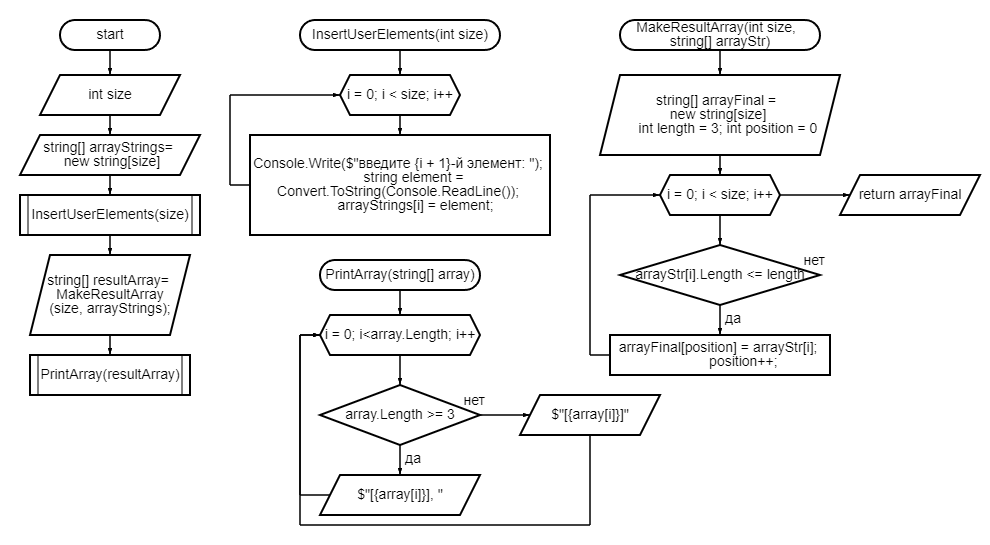 start
int size
string[] arrayStrings=
new string[size]
InsertUserElements(size)
string[] resultArray=
MakeResultArray
(size, arrayStrings);
PrintArray(resultArray)
InsertUserElements(int size)
i = 0; i < size; i++
Console.Write($"введите {i + 1}-й элемент: ");
string element =
Convert.ToString(Console.ReadLine());
arrayStrings[i] = element;
PrintArray(string[] array)
i = 0; i<array.Length; i++
array.Length >= 3
нет
$"[{array[i]}]"
да
$"[{array[i]}], "
MakeResultArray(int size,
string[] arrayStr)
string[] arrayFinal =
new string[size]
int length = 3; int position = 0
i = 0; i < size; i++
return arrayFinal
arrayStr[i].Length <= length
нет
да
arrayFinal[position] = arrayStr[i];
position++;